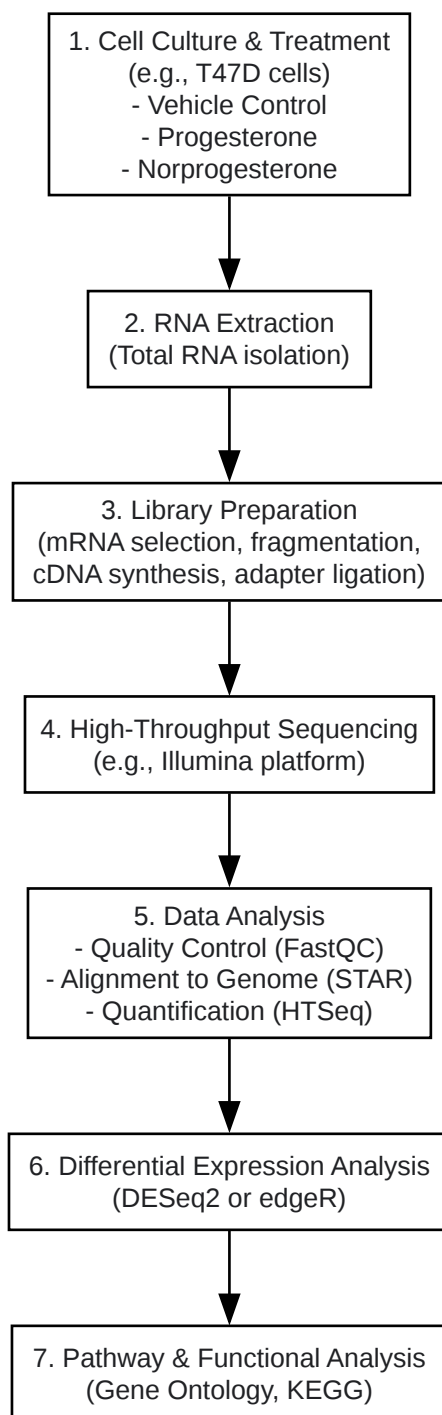 1. Cell Culture & Treatment
(e.g., T47D cells)
- Vehicle Control
- Progesterone
- Norprogesterone
2. RNA Extraction
(Total RNA isolation)
3. Library Preparation
(mRNA selection, fragmentation,
cDNA synthesis, adapter ligation)
4. High-Throughput Sequencing
(e.g., Illumina platform)
5. Data Analysis
- Quality Control (FastQC)
- Alignment to Genome (STAR)
- Quantification (HTSeq)
6. Differential Expression Analysis
(DESeq2 or edgeR)
7. Pathway & Functional Analysis
(Gene Ontology, KEGG)